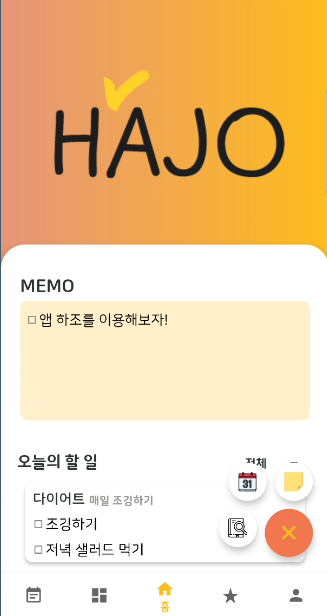 HAJO
MEMO
□ 앱 하조를 이용해보자!
오늘의 할 일
전체
다이어트 매일 조깅하기
□ 조깅하기
□ 저녁 샐러드 먹기
31
홈